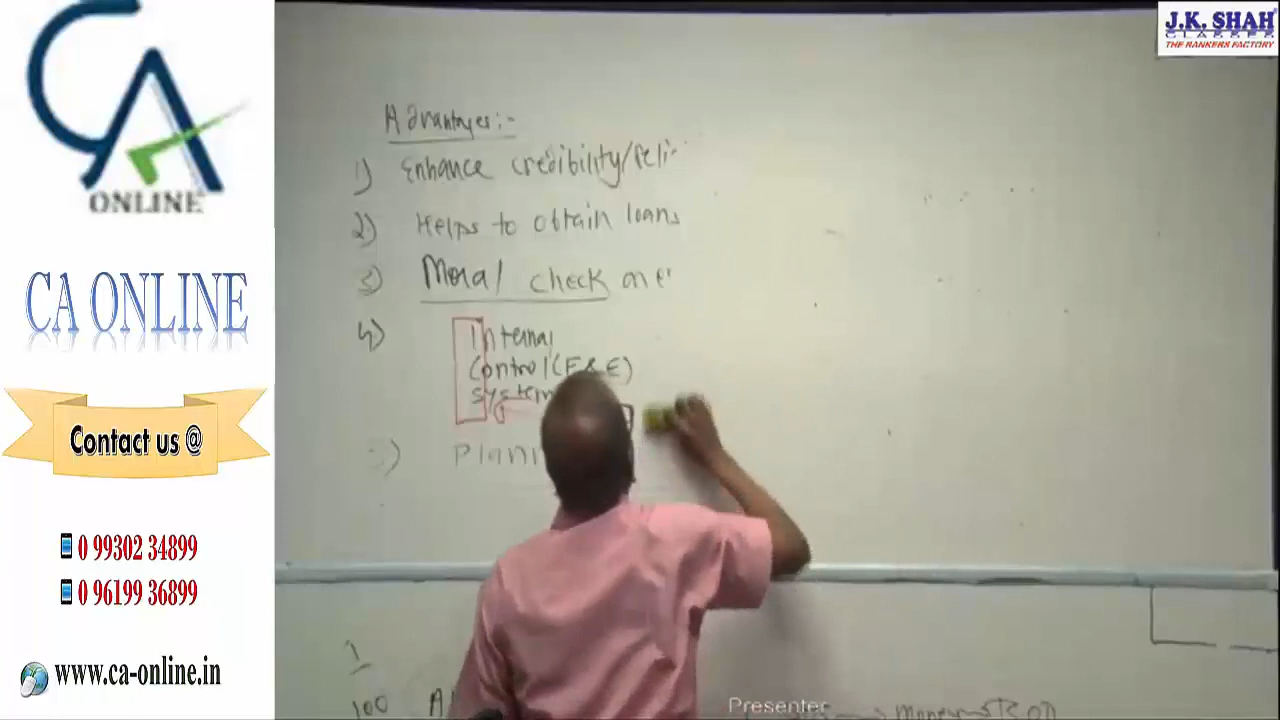 CA
ONLINE
CA ONLINE
Contact us @
0 99302 34899
0 96199 36899
www.ca-online.in
J.K. SHAH
CLASSES
THE RANKERS FACTORY
Advantages:-
1) Enhance credibility/reli
2) Helps to obtain loans
3) Moral check on e
4) Internal
Control (E & E)
system
5) Plann
1
100 A
Presenter